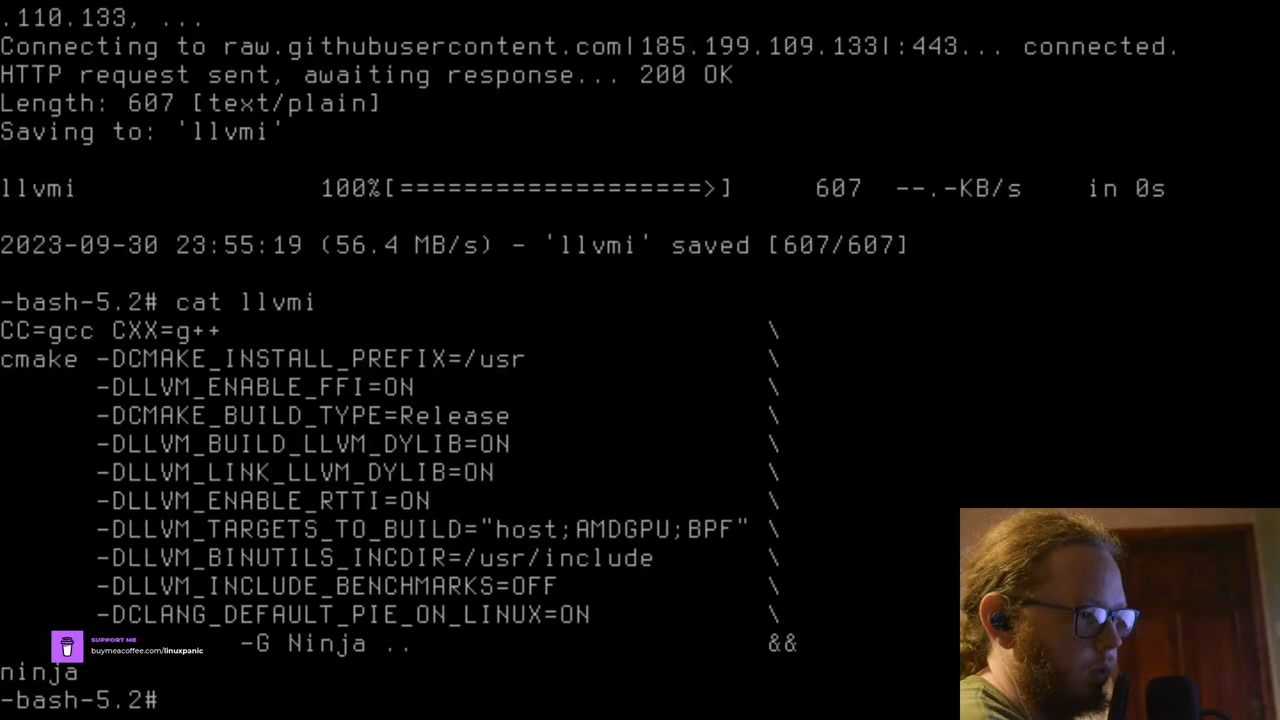 .110.133, ...
Connecting to raw.githubusercontent.com|185.199.109.133|:443... connected.
HTTP request sent, awaiting response... 200 OK
Length: 607 [text/plain]
Saving to: 'llvmi'
llvmi 100%[===================>] 607 --.-KB/s in 0s
2023-09-30 23:55:19 (56.4 MB/s) - 'llvmi' saved [607/607]
-bash-5.2# cat llvmi
CC=gcc CXX=g++ \
cmake -DCMAKE_INSTALL_PREFIX=/usr \
-DLLVM_ENABLE_FFI=ON \
-DCMAKE_BUILD_TYPE=Release \
-DLLVM_BUILD_LLVM_DYLIB=ON \
-DLLVM_LINK_LLVM_DYLIB=ON \
-DLLVM_ENABLE_RTTI=ON \
-DLLVM_TARGETS_TO_BUILD="host;AMDGPU;BPF" \
-DLLVM_BINUTILS_INCDIR=/usr/include \
-DLLVM_INCLUDE_BENCHMARKS=OFF \
-DCLANG_DEFAULT_PIE_ON_LINUX=ON \
SUPPORT ME
buymeacoffee.com/linuxpanic
-G Ninja .. &&
ninja
-bash-5.2#